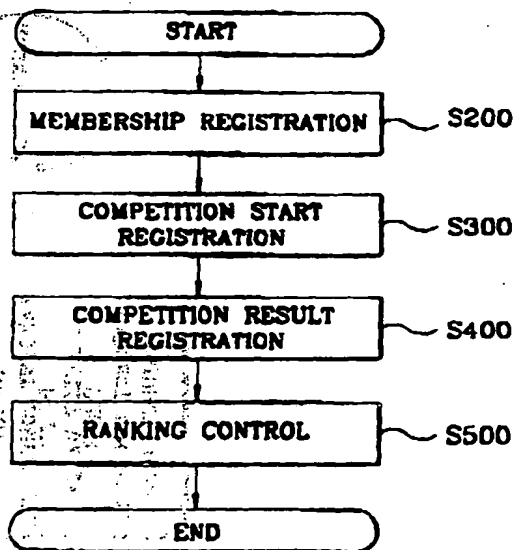 START
MEMBERSHIP REGISTRATION
S200
COMPETITION START
REGISTRATION
S300
COMPETITION RESULT
REGISTRATION
S400
RANKING CONTROL
S500
END